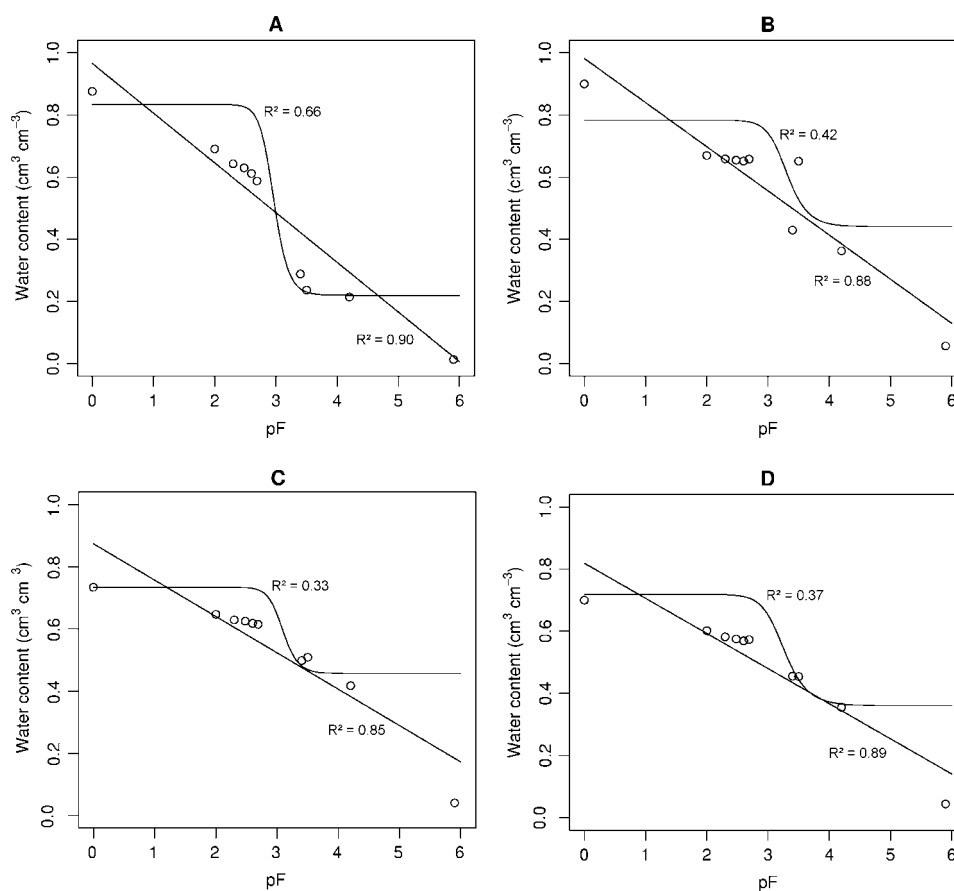 A
Water content (cm³ cm⁻³)
1.0
0.8
0.6
0.4
0.2
0.0
R² = 0.66
R² = 0.90
0 1 2 3 4 5 6
pF
B
Water content (cm³ cm⁻³)
1.0
0.8
0.6
0.4
0.2
0.0
R² = 0.42
R² = 0.88
0 1 2 3 4 5 6
pF
C
Water content (cm³ cm³)
1.0
0.8
0.6
0.4
0.2
0.0
R² = 0.33
R² = 0.85
0 1 2 3 4 5 6
pF
D
Water content (cm³ cm⁻³)
1.0
0.8
0.6
0.4
0.2
0.0
R² = 0.37
R² = 0.89
0 1 2 3 4 5 6
pF